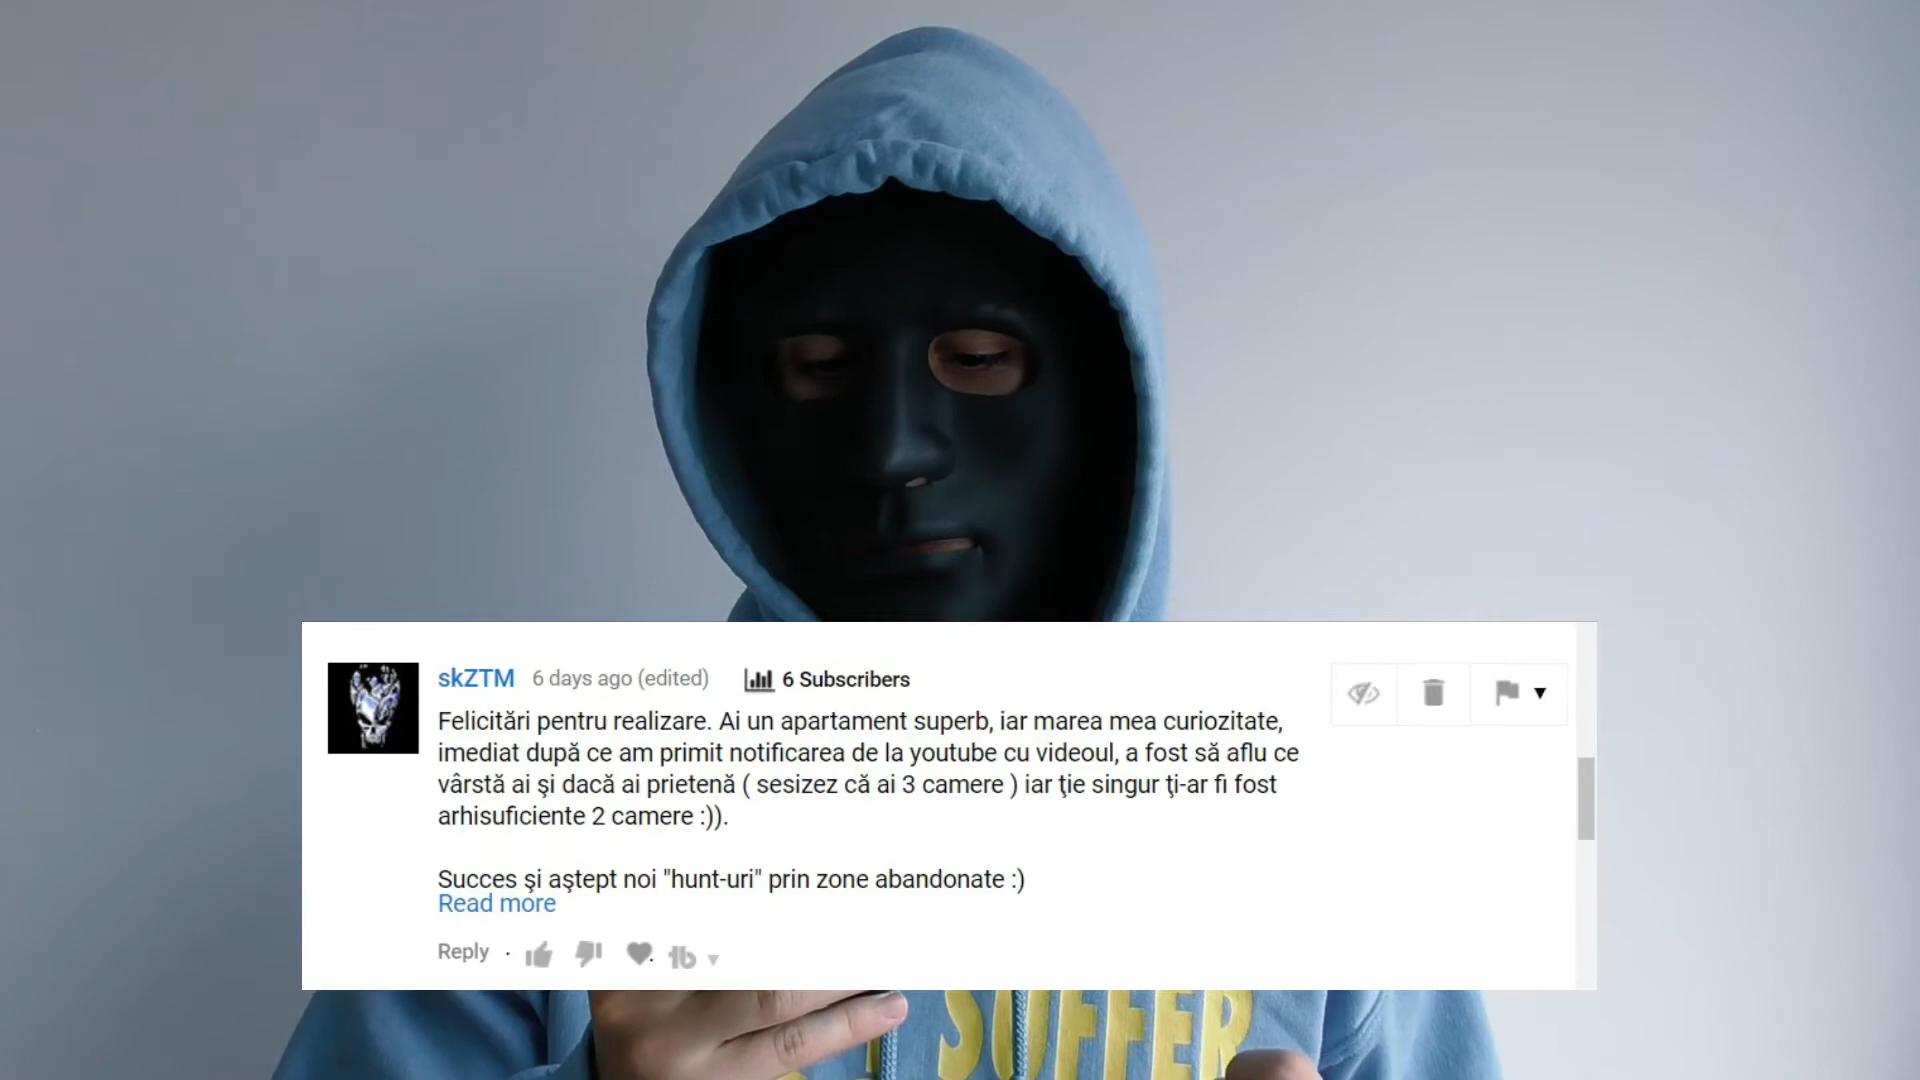 skZTM 6 days ago (edited) 6 Subscribers
Felicitări pentru realizare. Ai un apartament superb, iar marea mea curiozitate,
imediat după ce am primit notificarea de la youtube cu videoul, a fost să aflu ce
vârstă ai şi dacă ai prietenă ( sesizez că ai 3 camere ) iar ţie singur ţi-ar fi fost
arhisuficiente 2 camere :)).
Succes şi aştept noi "hunt-uri" prin zone abandonate :)
Read more
Reply · tb
SUFFER